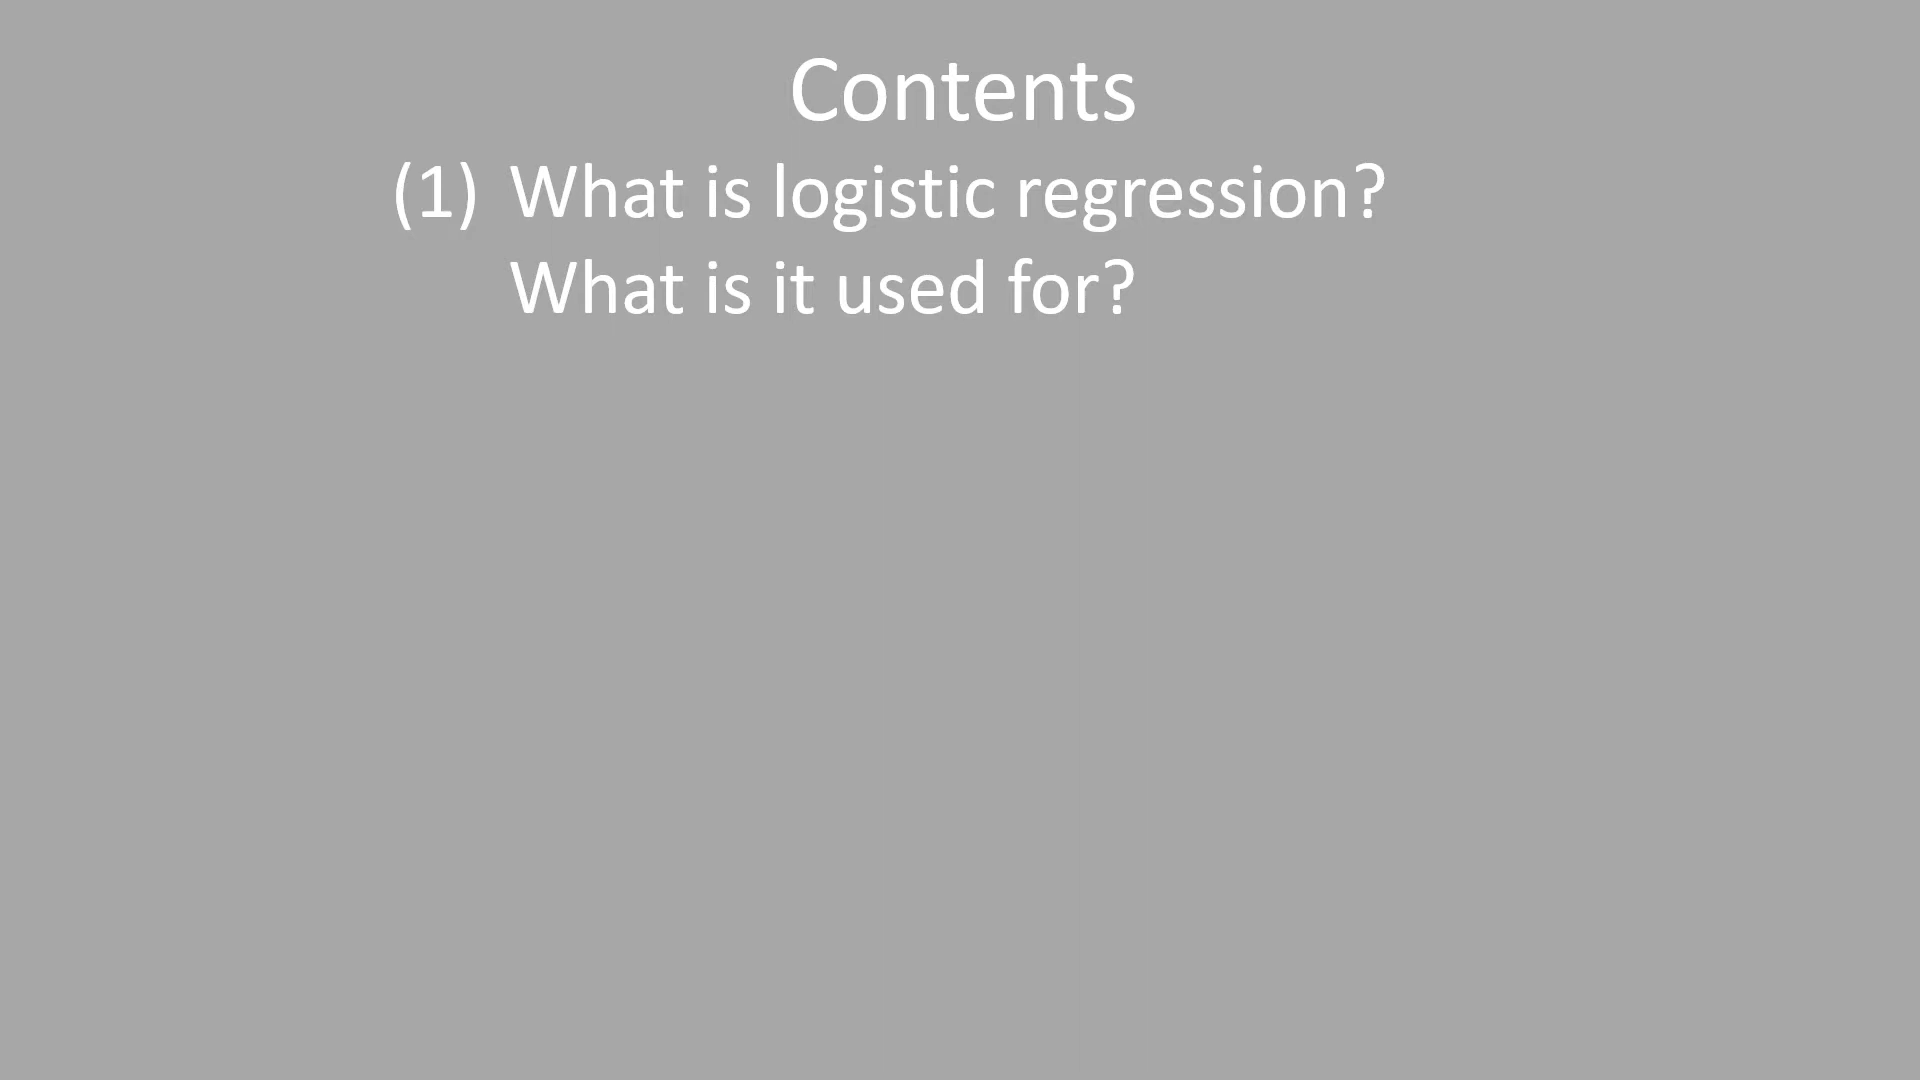 Contents
(1) What is logistic regression?
What is it used for?